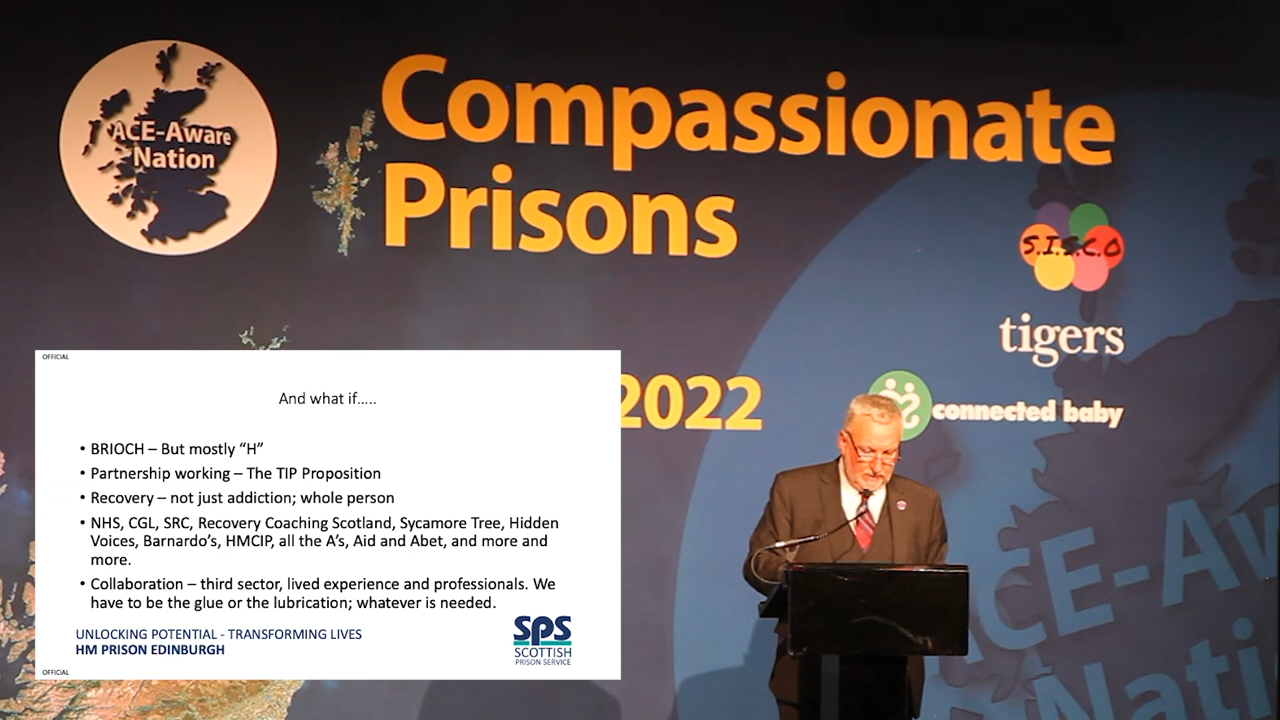 ACE-Aware
Nation
Compassionate
Prisons
S.I.S.C.O
tigers
2022
connected baby
OFFICIAL
And what if.....
• BRIOCH – But mostly “H”
• Partnership working – The TIP Proposition
• Recovery – not just addiction; whole person
• NHS, CGL, SRC, Recovery Coaching Scotland, Sycamore Tree, Hidden
Voices, Barnardo’s, HMCIP, all the A’s, Aid and Abet, and more and
more.
• Collaboration – third sector, lived experience and professionals. We
have to be the glue or the lubrication; whatever is needed.
UNLOCKING POTENTIAL - TRANSFORMING LIVES
HM PRISON EDINBURGH
SPS
SCOTTISH
PRISON SERVICE
OFFICIAL
ACE-Aw
Nati